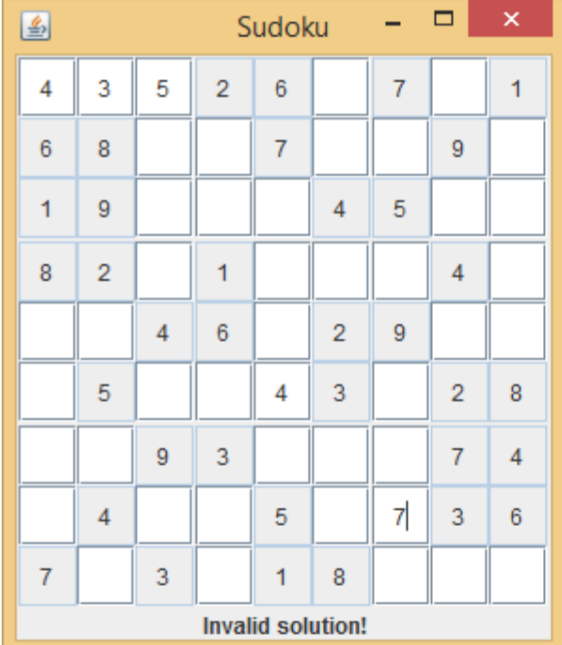 Sudoku
4 3 5 2 6 7 1
6 8 7 9
1 9 4 5
8 2 1 4
4 6 2 9
5 4 3 2 8
9 3 7 4
4 5 7 3 6
7 3 1 8
Invalid solution!